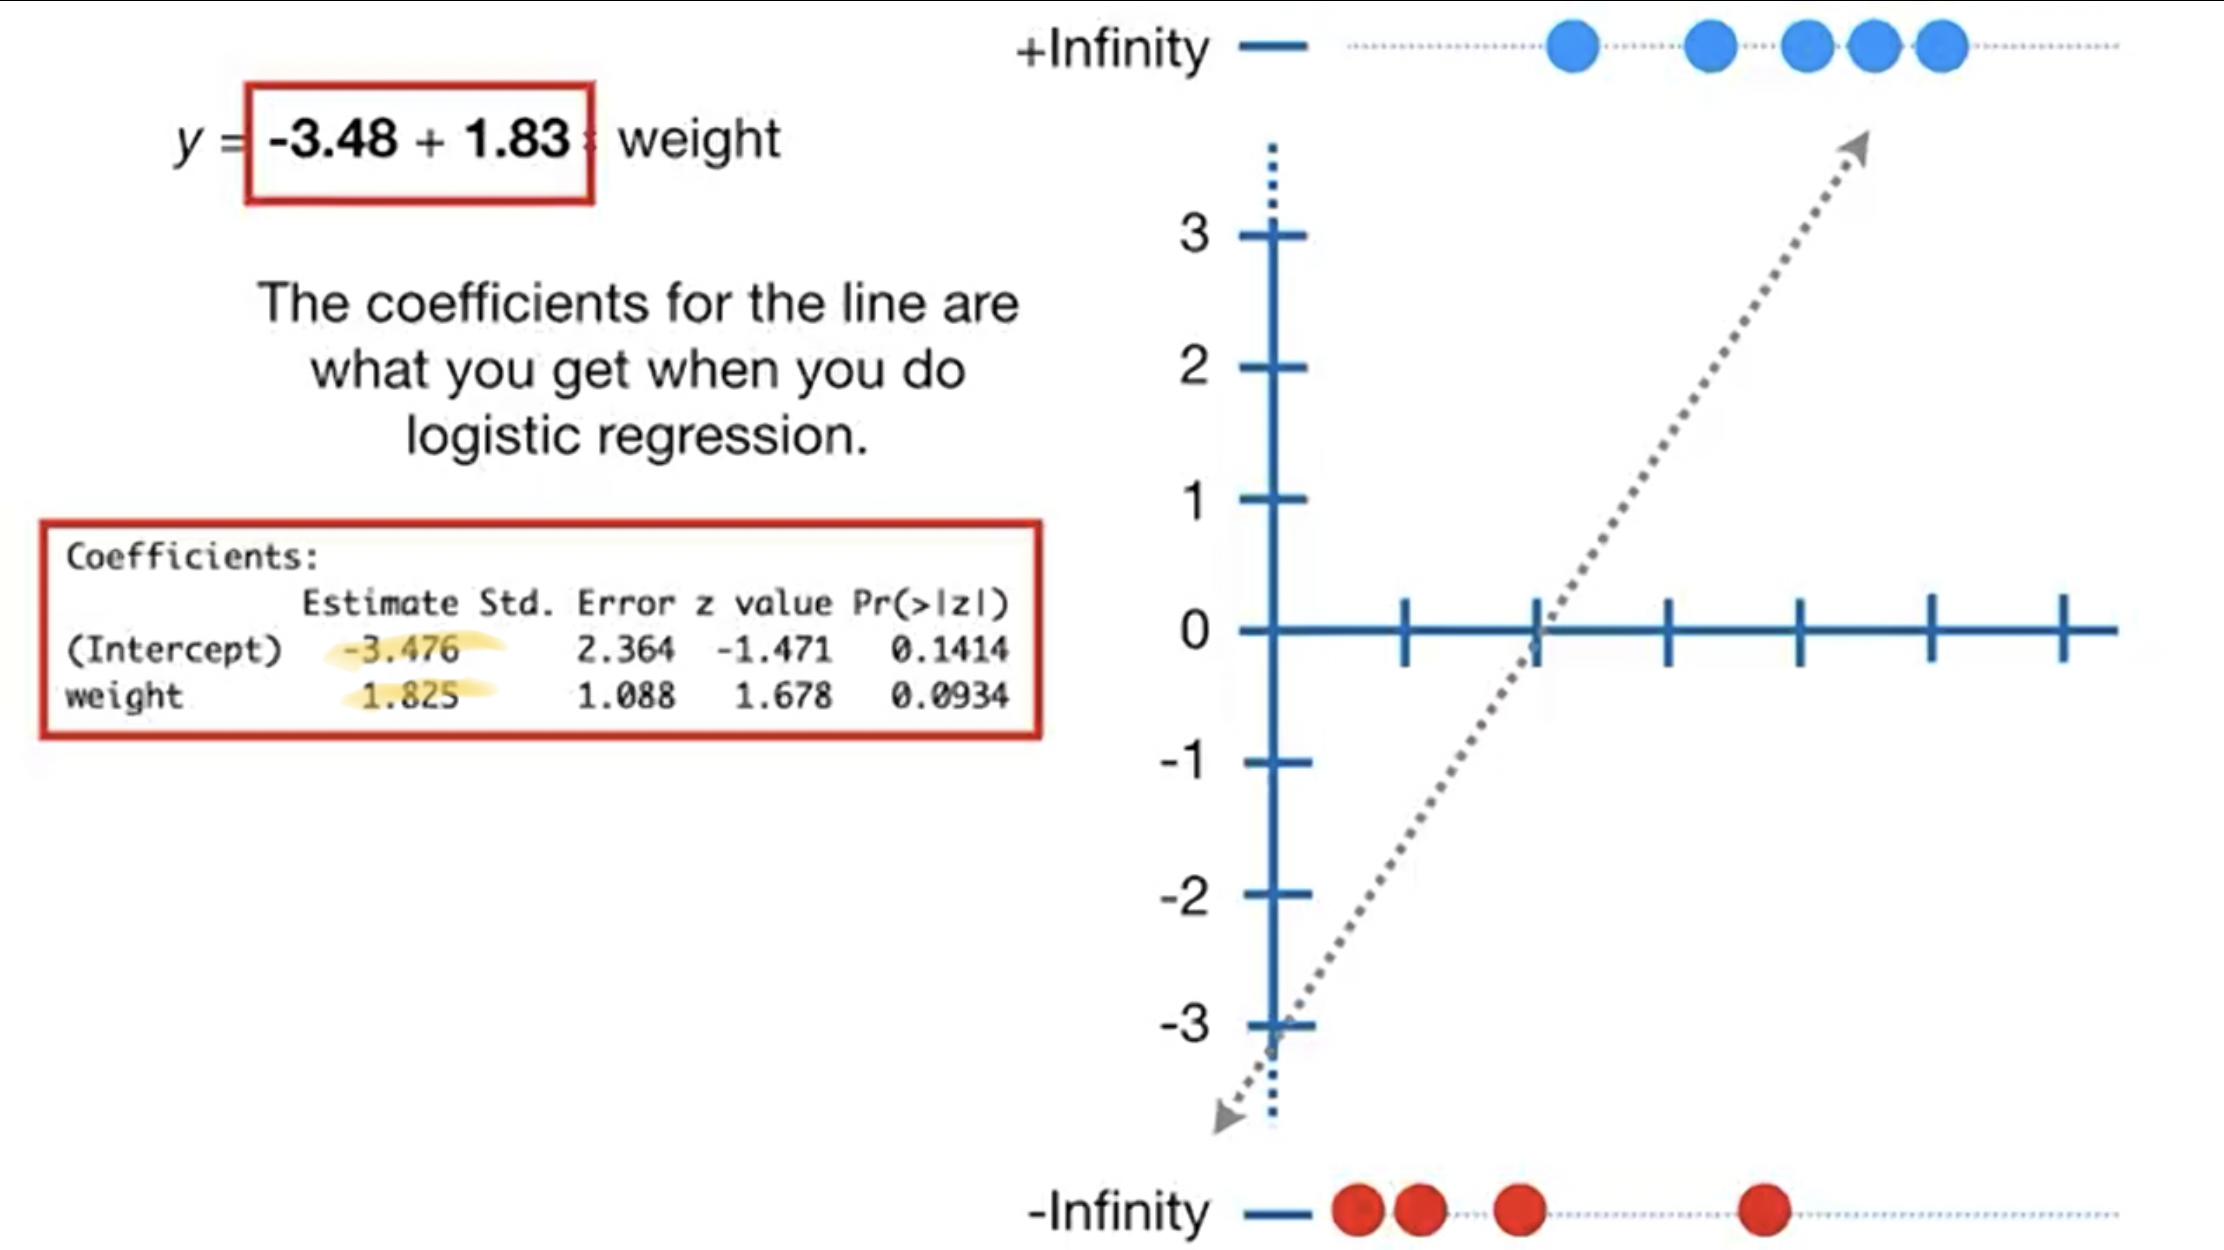 y = -3.48 + 1.83 × weight
The coefficients for the line are
what you get when you do
logistic regression.
Coefficients:
Estimate Std. Error z value Pr(>|z|)
(Intercept) -3.476 2.364 -1.471 0.1414
weight 1.825 1.088 1.678 0.0934
+Infinity
3
2
1
0
-1
-2
-3
-Infinity